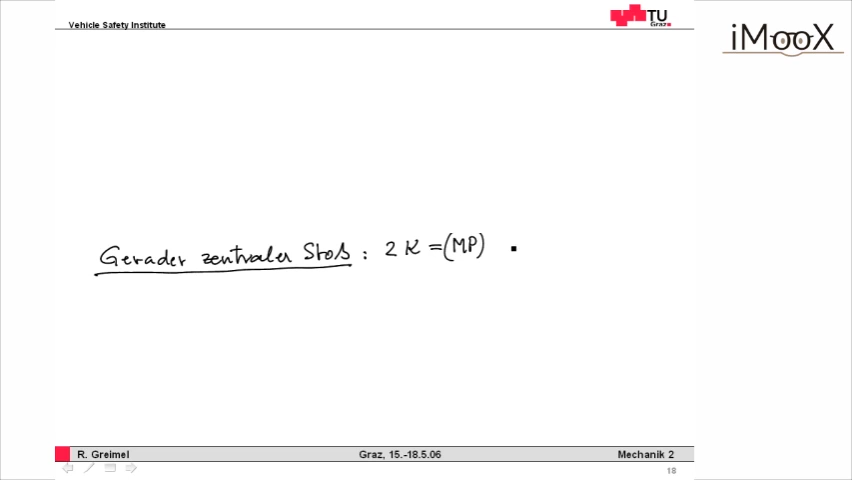 Vehicle Safety Institute
TU
Graz
iMooX
Gerader zentraler Stoß : 2 K = (MP)
R. Greimel
Graz, 15.-18.5.06
Mechanik 2
18